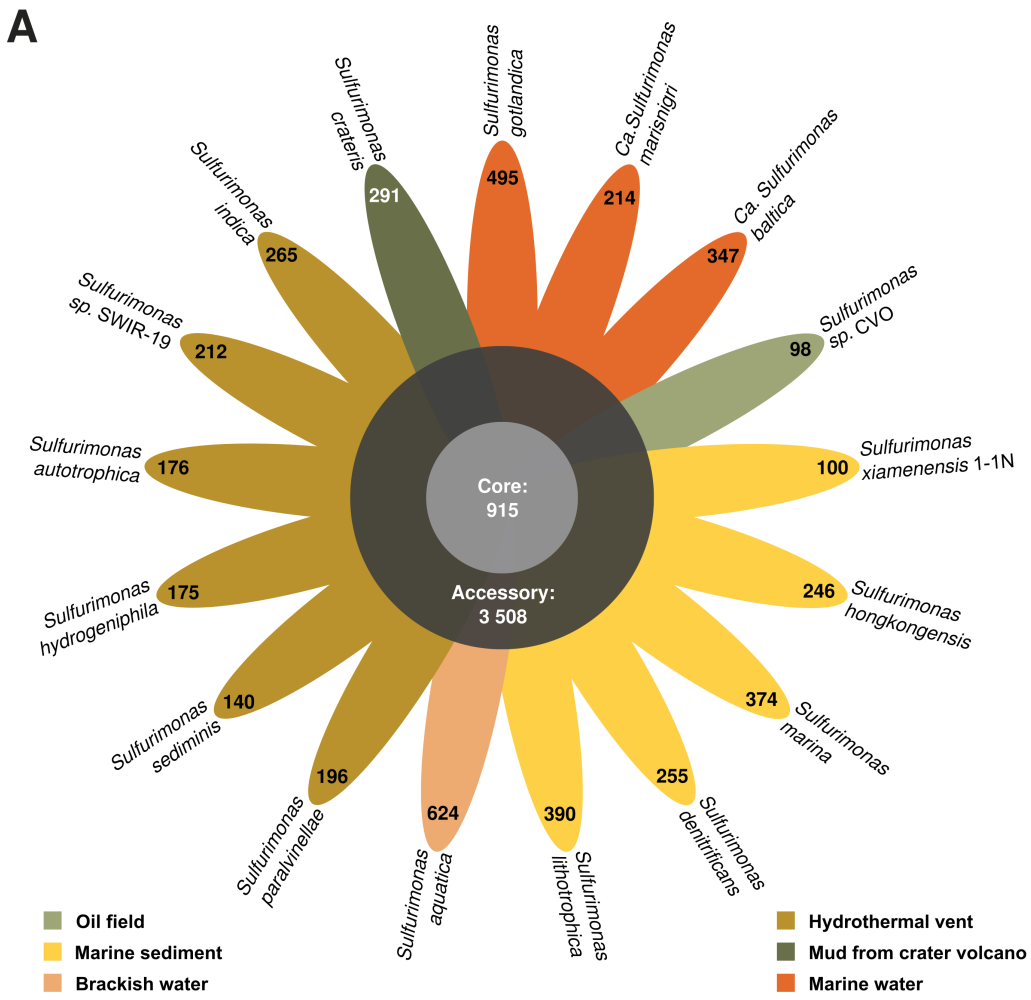 A
Sulfurimonas
gotlandica
495
Ca.Sulfurimonas
marisnigri
214
Ca. Sulfurimonas
baltica
347
Sulfurimonas
sp. CVO
98
Sulfurimonas
xiamenensis 1-1N
100
Sulfurimonas
hongkongensis
246
Sulfurimonas
marina
374
Sulfurimonas
denitrificans
255
Sulfurimonas
lithotrophica
390
Sulfurimonas
aquatica
624
Sulfurimonas
paralvinellae
196
Sulfurimonas
sediminis
140
Sulfurimonas
hydrogeniphila
175
Sulfurimonas
autotrophica
176
Sulfurimonas
sp. SWIR-19
212
Sulfurimonas
indica
265
Sulfurimonas
crateris
291
Core:
915
Accessory:
3 508
Oil field
Marine sediment
Brackish water
Hydrothermal vent
Mud from crater volcano
Marine water